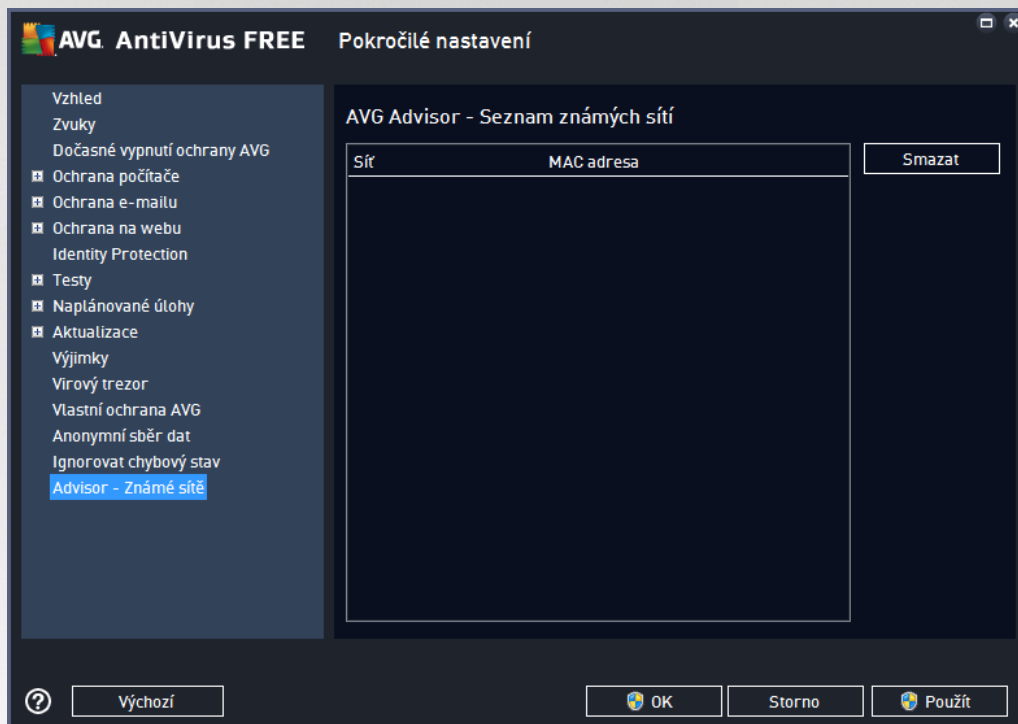 AVG. AntiVirus FREE Pokročilé nastavení
Vzhled
Zvuky
Dočasné vypnutí ochrany AVG
Ochrana počítače
Ochrana e-mailu
Ochrana na webu
Identity Protection
Testy
Naplánované úlohy
Aktualizace
Výjimky
Virový trezor
Vlastní ochrana AVG
Anonymní sběr dat
Ignorovat chybový stav
Advisor - Známé sítě
AVG Advisor - Seznam známých sítí
Síť MAC adresa
Smazat
Výchozí OK Storno Použít